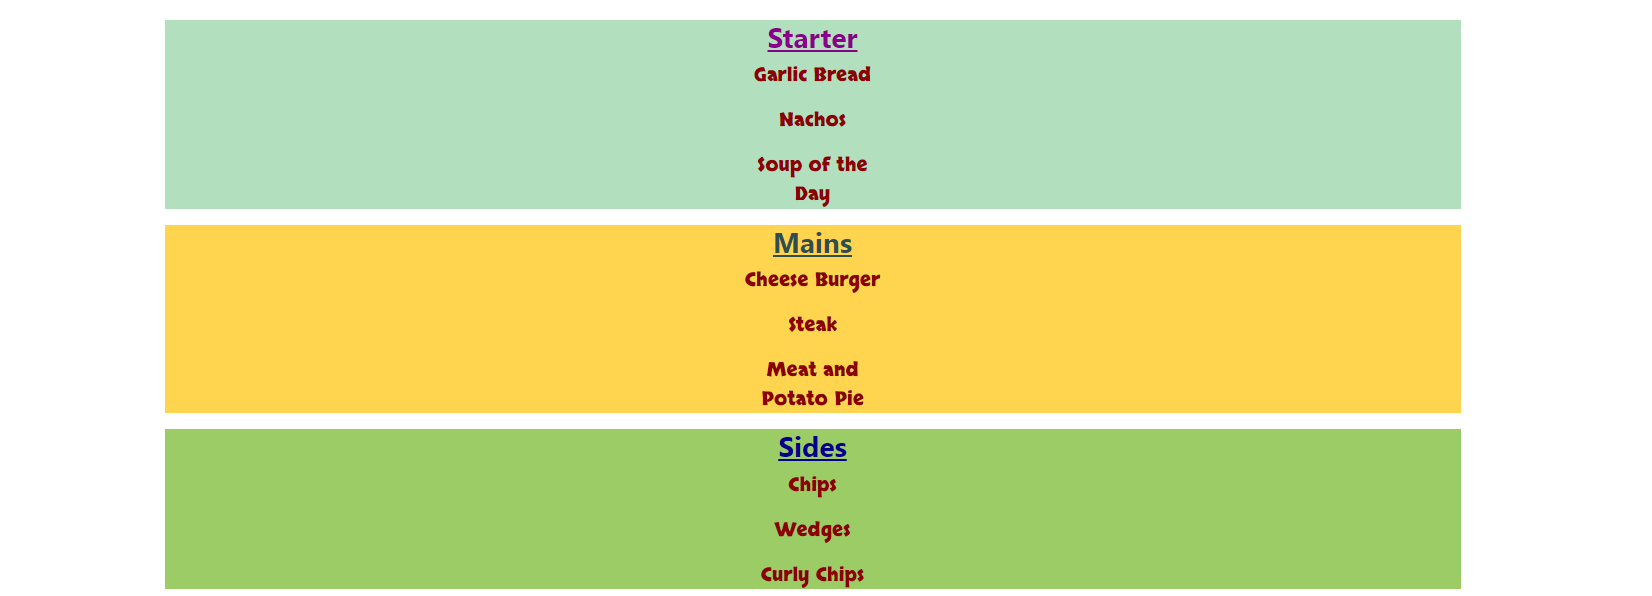 Starter
Garlic Bread
Nachos
Soup of the
Day
Mains
Cheese Burger
Steak
Meat and
Potato Pie
Sides
Chips
Wedges
Curly Chips